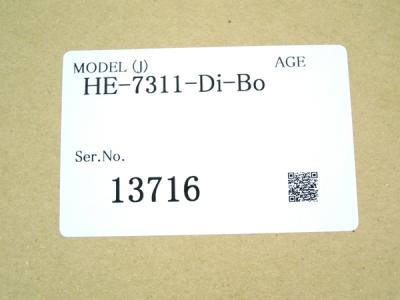 MODEL (J) AGE
HE-7311-Di-Bo
Ser.No.
13716